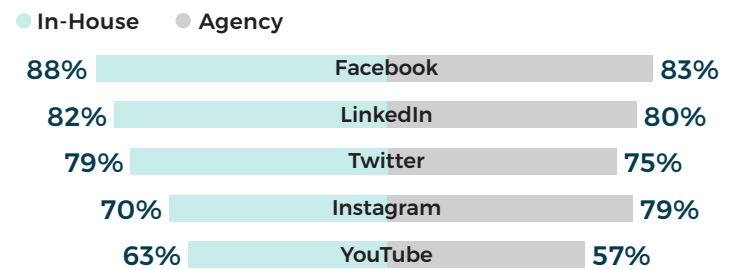 In-House Agency
88% Facebook 83%
82% LinkedIn 80%
79% Twitter 75%
70% Instagram 79%
63% YouTube 57%